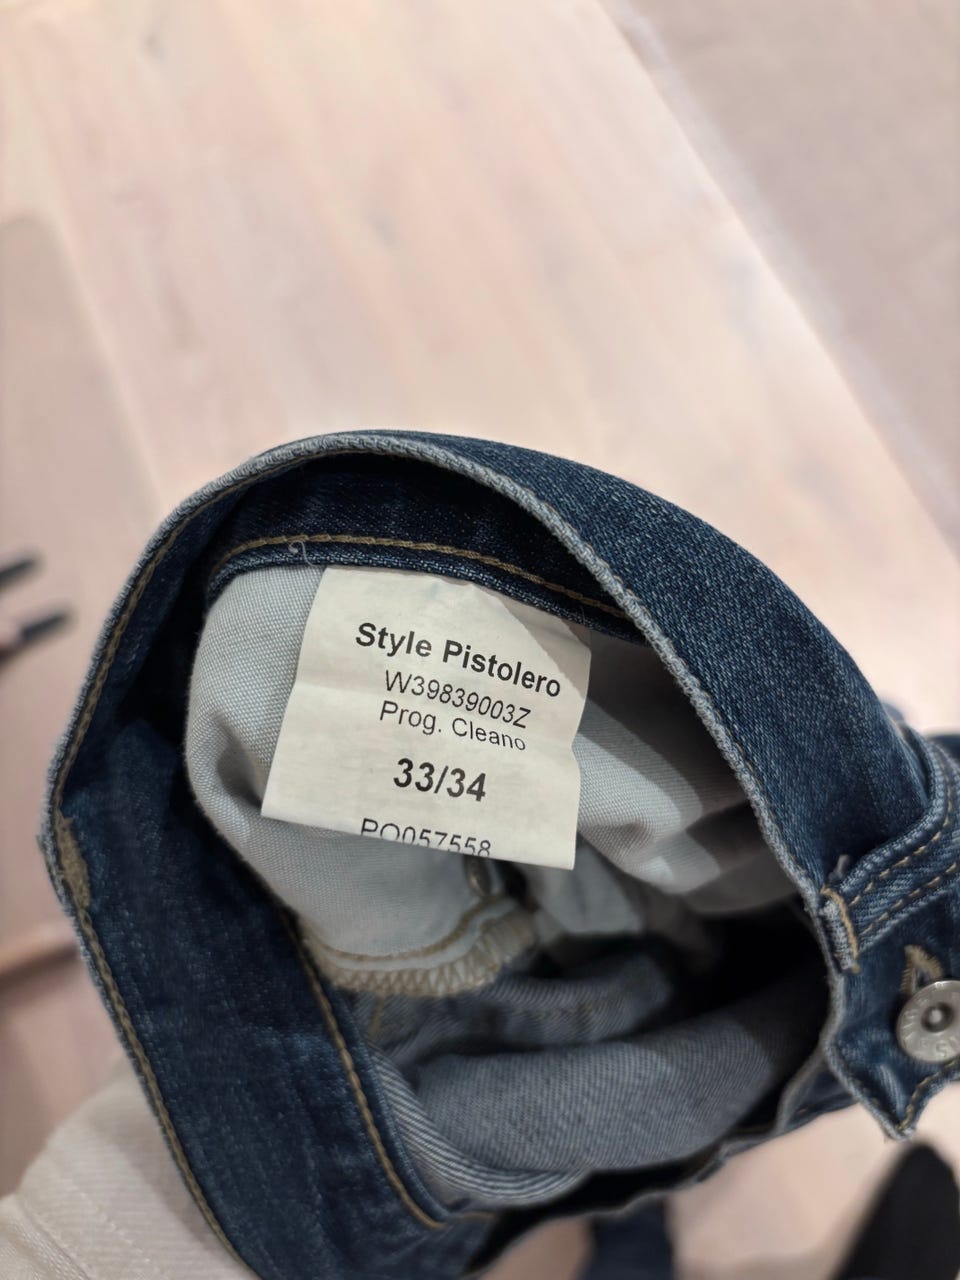 Style Pistolero
W39839003Z
Prog. Cleano
33/34
PO057558